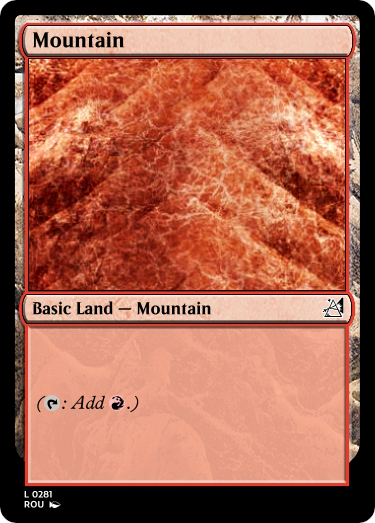 Mountain
Basic Land — Mountain
(: Add .)
L 0281
ROU